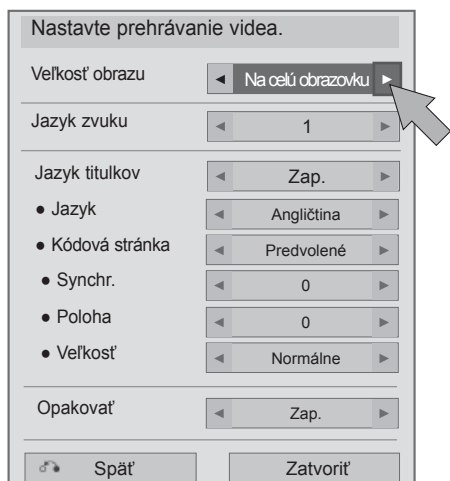 Nastavte prehrávanie videa.
Veľkosť obrazu ◄ Na celú obrazovku ►
Jazyk zvuku ◄ 1 ►
Jazyk titulkov ◄ Zap. ►
● Jazyk ◄ Angličtina ►
● Kódová stránka ◄ Predvolené ►
● Synchr. ◄ 0 ►
● Poloha ◄ 0 ►
● Veľkosť ◄ Normálne ►
Opakovať ◄ Zap. ►
Späť Zatvoriť